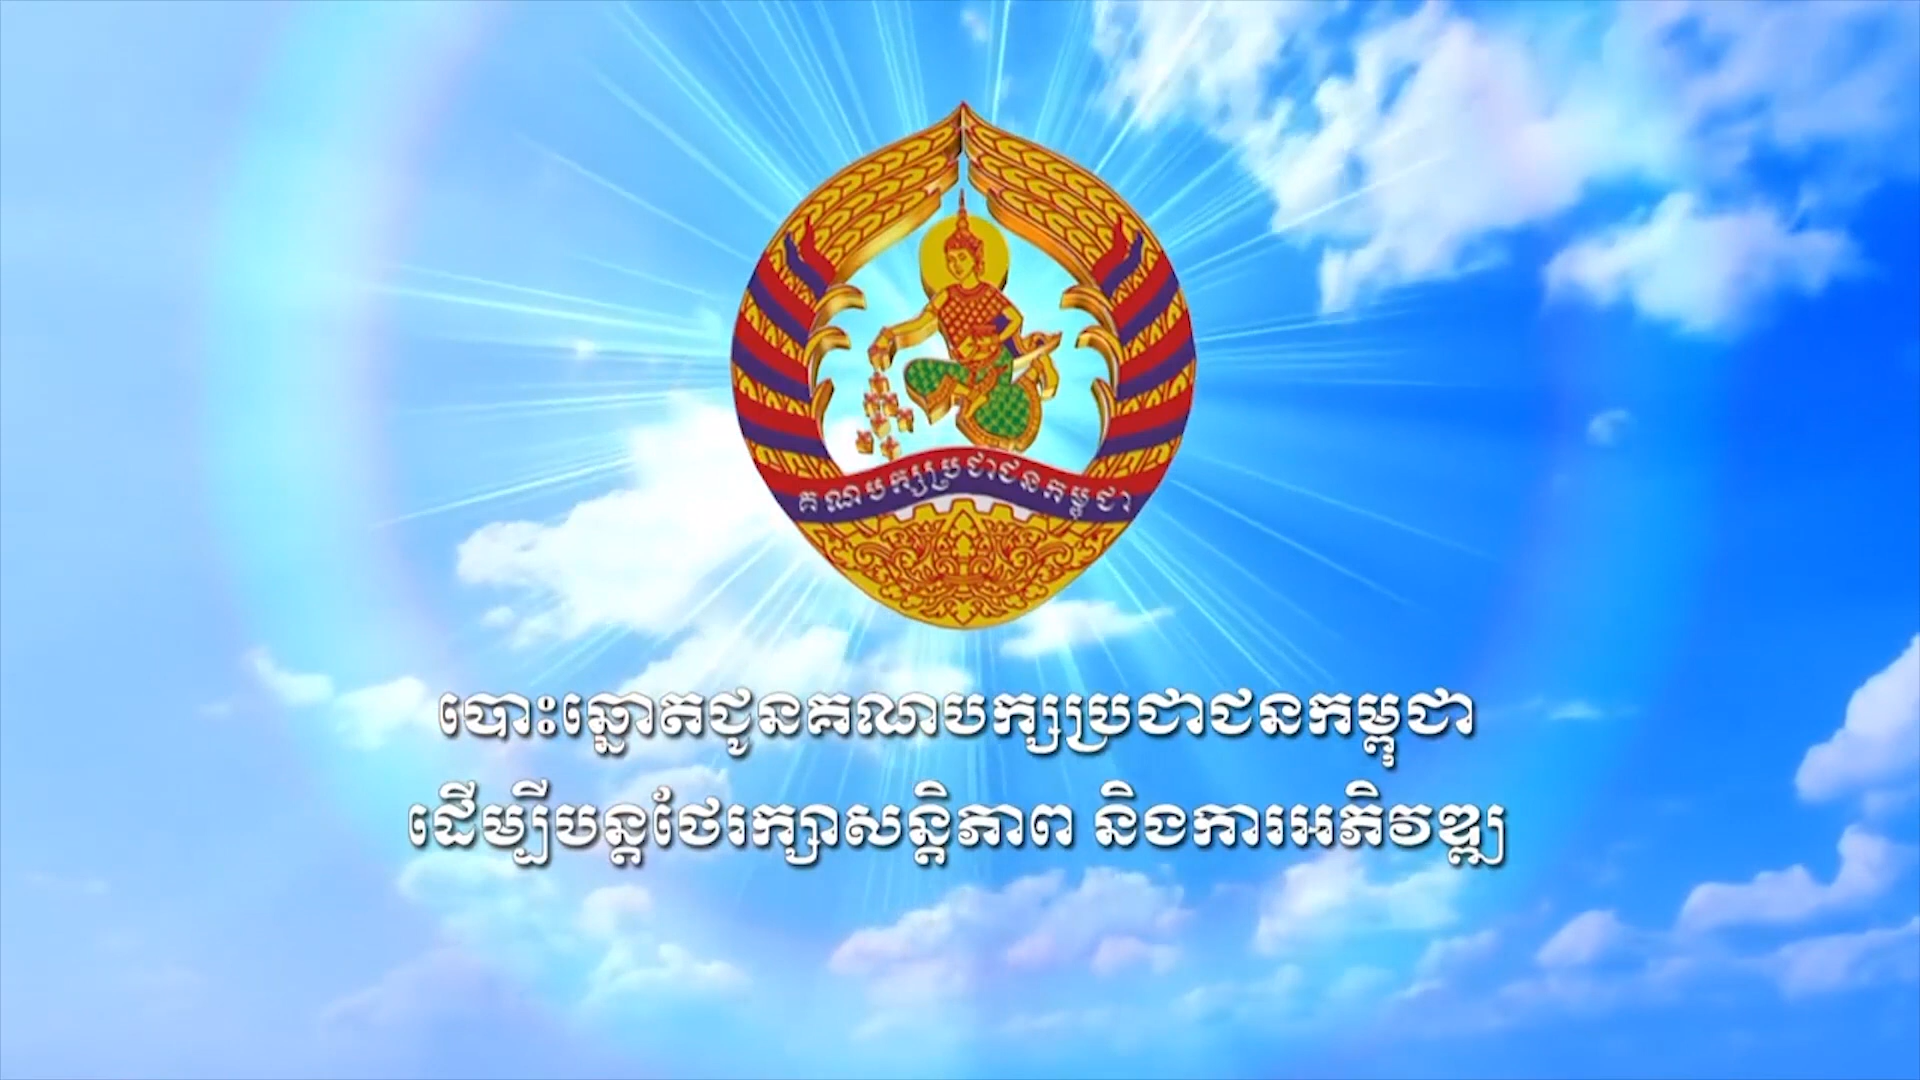 គណបក្សប្រជាជនកម្ពុជា
បោះឆ្នោតជូនគណបក្សប្រជាជនកម្ពុជា
ដើម្បីបន្តថែរក្សាសន្តិភាព និងការអភិវឌ្ឍ